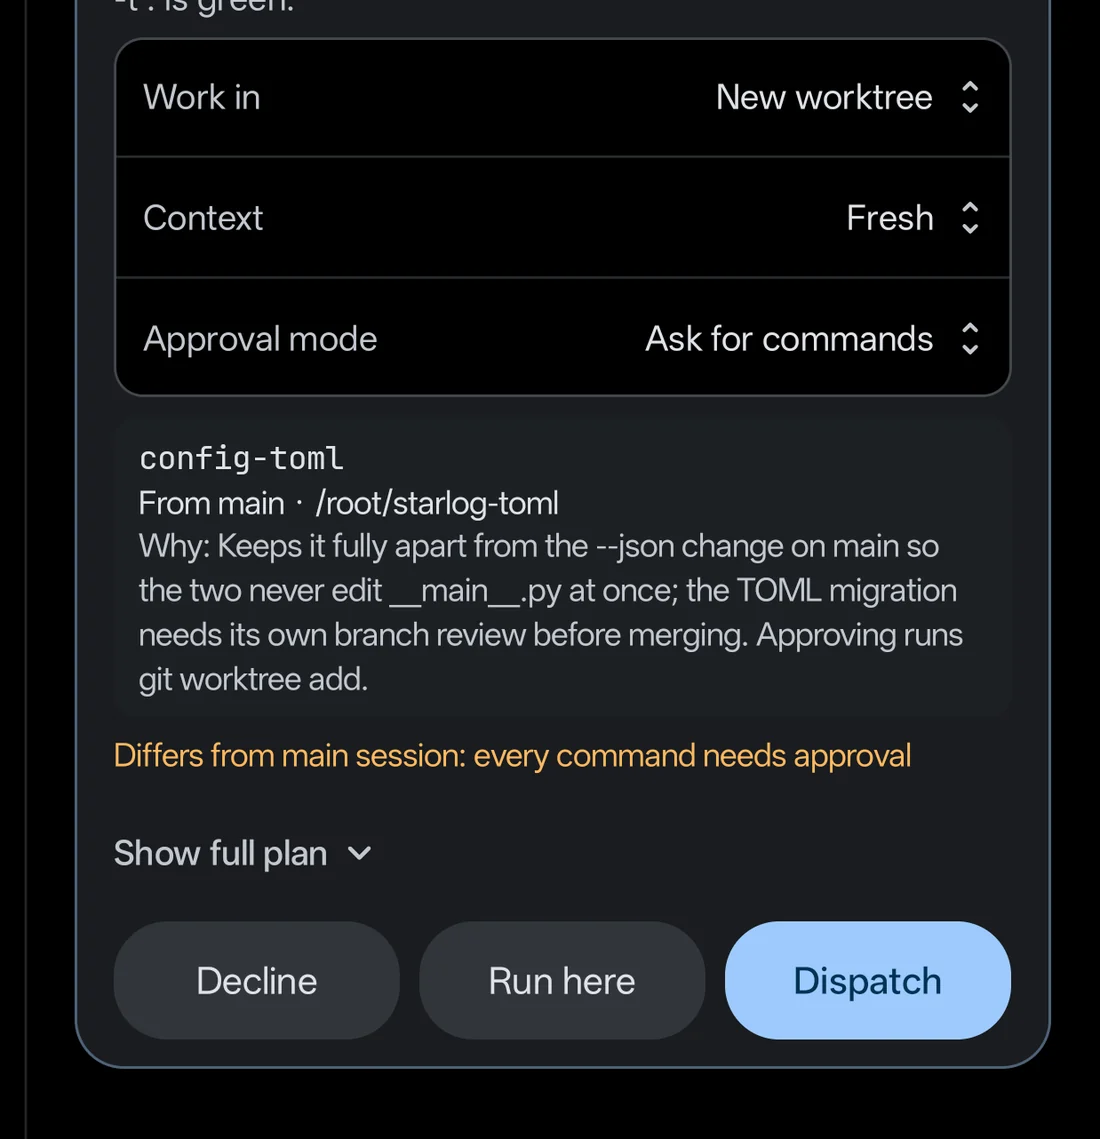 -t . is green.
Work in New worktree
Context Fresh
Approval mode Ask for commands
config-toml
From main · /root/starlog-toml
Why: Keeps it fully apart from the --json change on main so
the two never edit __main__.py at once; the TOML migration
needs its own branch review before merging. Approving runs
git worktree add.
Differs from main session: every command needs approval
Show full plan
Decline Run here Dispatch